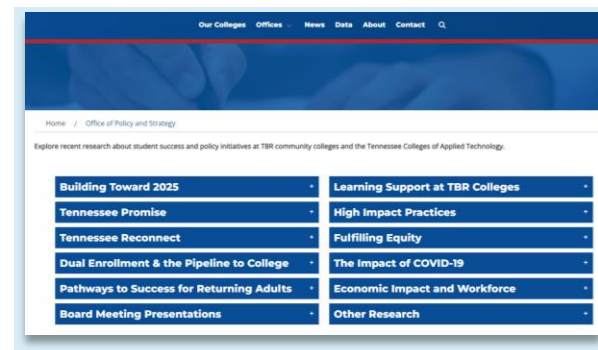 Our Colleges Offices News Data About Contact
Home / Office of Policy and Strategy
Explore recent research about student success and policy initiatives at TBR community colleges and the Tennessee Colleges of Applied Technology.
Building Toward 2025 +
Learning Support at TBR Colleges +
Tennessee Promise +
High Impact Practices +
Tennessee Reconnect +
Fulfilling Equity +
Dual Enrollment & the Pipeline to College +
The Impact of COVID-19 +
Pathways to Success for Returning Adults +
Economic Impact and Workforce +
Board Meeting Presentations +
Other Research +